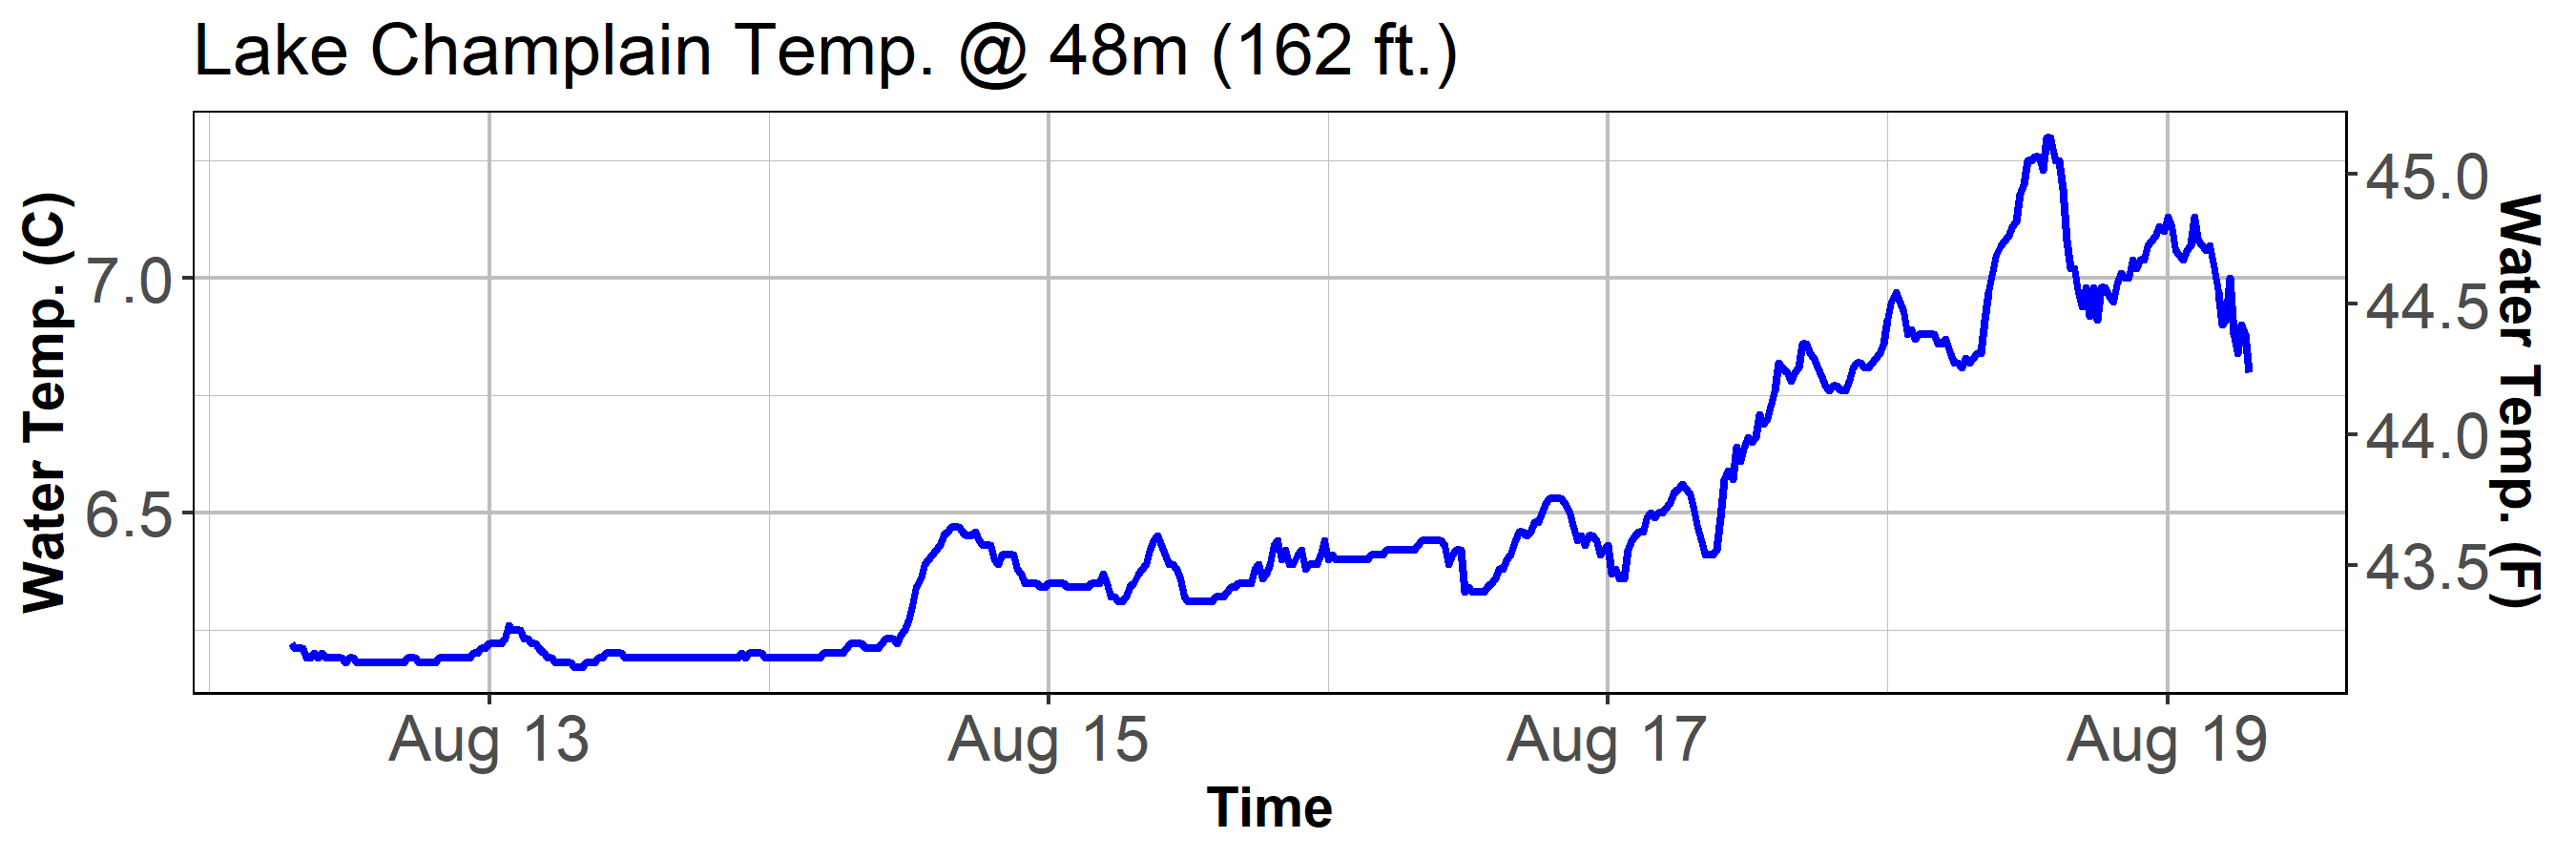 Lake Champlain Temp. @ 48m (162 ft.)
Water Temp. (C)
7.0
6.5
45.0
44.5
44.0
43.5
Water Temp. (F)
Aug 13 Aug 15 Aug 17 Aug 19
Time